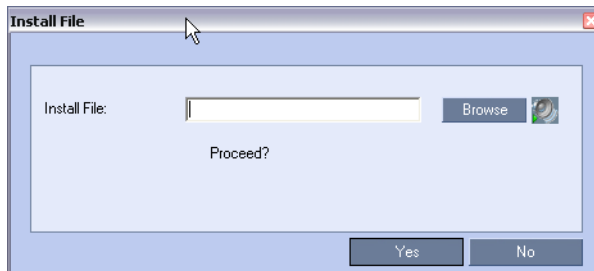 Install File
Install File:
Browse
Proceed?
Yes
No